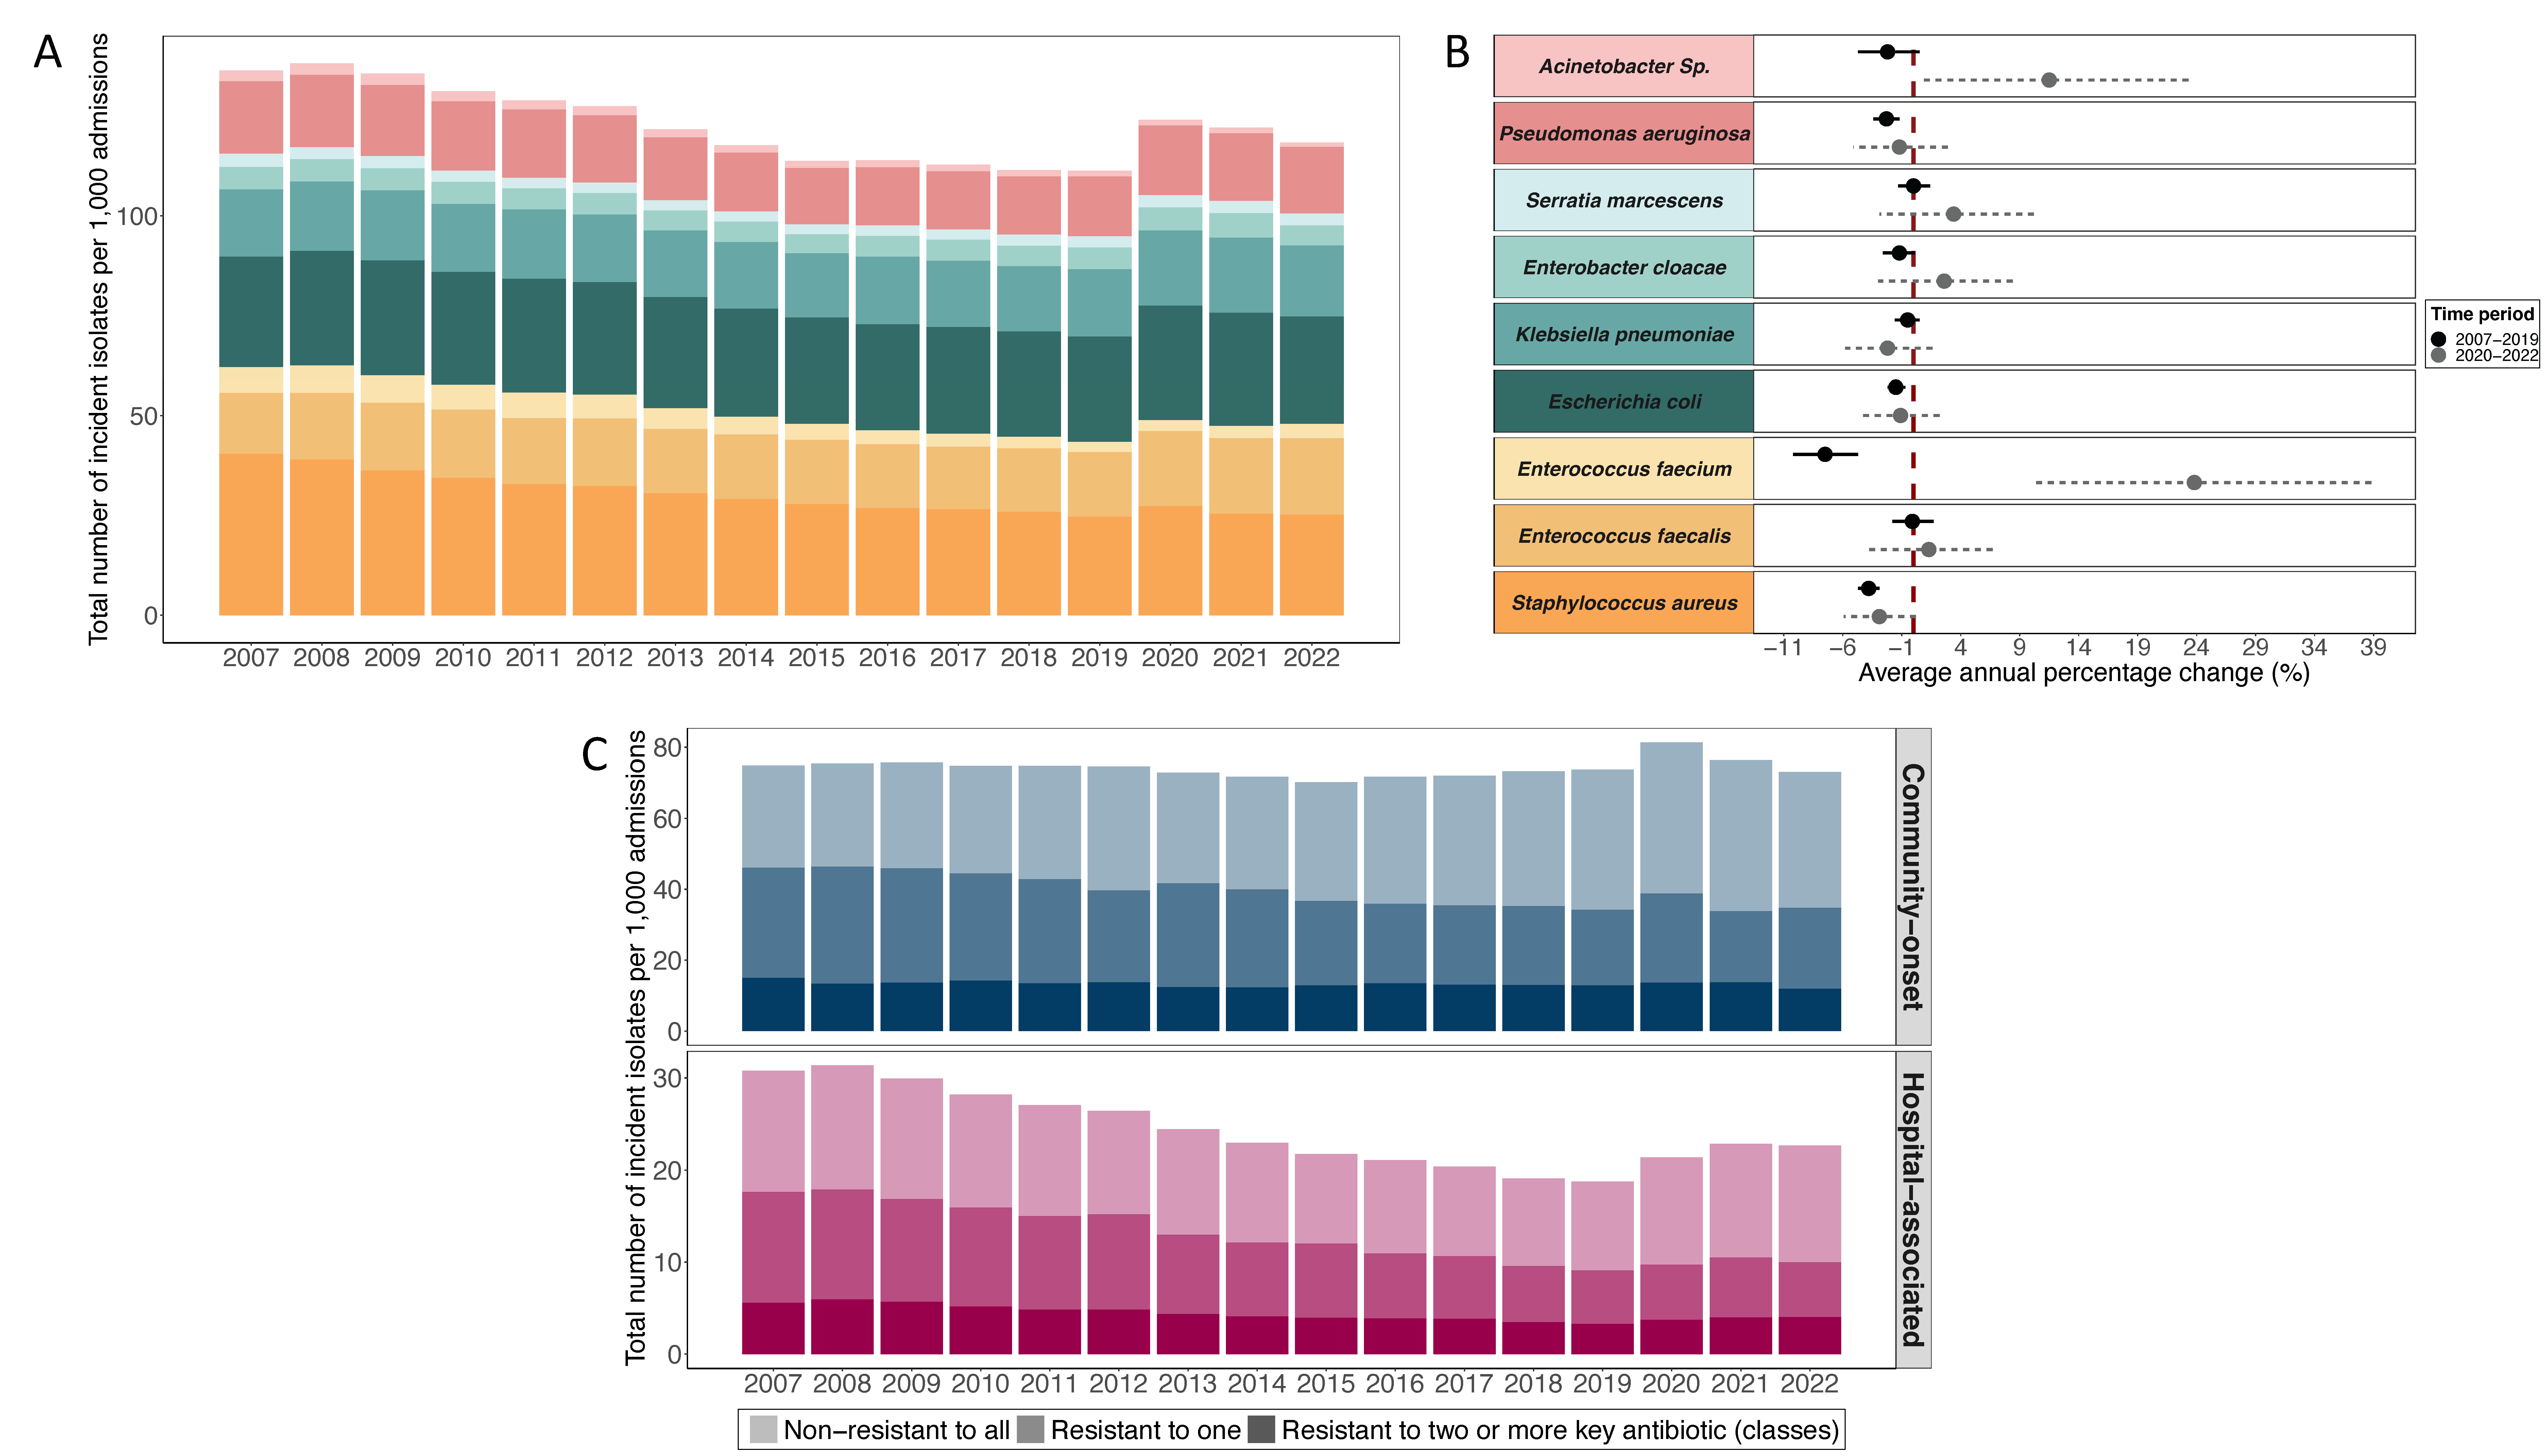 A
Total number of incident isolates per 1,000 admissions
100
50
0
2007 2008 2009 2010 2011 2012 2013 2014 2015 2016 2017 2018 2019 2020 2021 2022
B
Acinetobacter Sp.
Pseudomonas aeruginosa
Serratia marcescens
Enterobacter cloacae
Klebsiella pneumoniae
Escherichia coli
Enterococcus faecium
Enterococcus faecalis
Staphylococcus aureus
−11 −6 −1 4 9 14 19 24 29 34 39
Average annual percentage change (%)
Time period
2007−2019
2020−2022
C
Total number of incident isolates per 1,000 admissions
80
60
40
20
0
Community−onset
30
20
10
0
Hospital−associated
2007 2008 2009 2010 2011 2012 2013 2014 2015 2016 2017 2018 2019 2020 2021 2022
Non−resistant to all Resistant to one Resistant to two or more key antibiotic (classes)